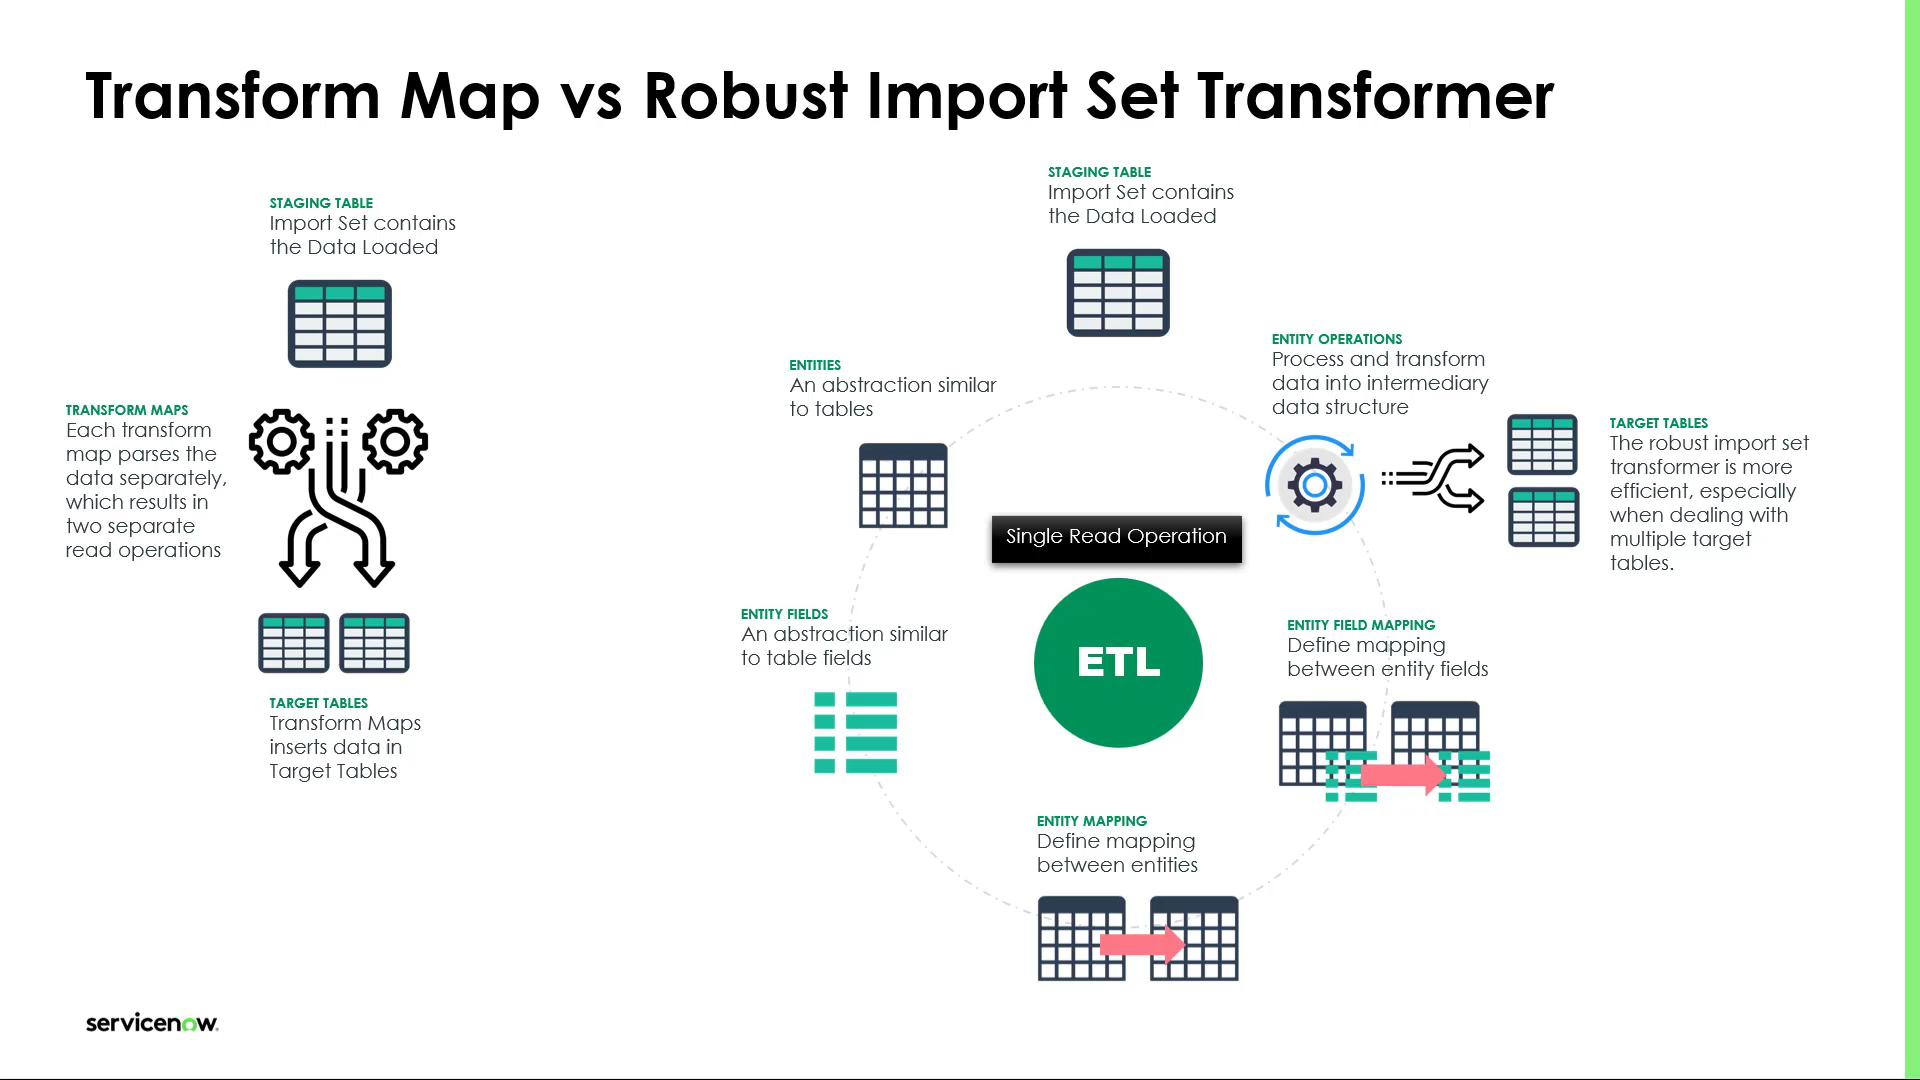 Transform Map vs Robust Import Set Transformer
STAGING TABLE
Import Set contains
the Data Loaded
TRANSFORM MAPS
Each transform
map parses the
data separately,
which results in
two separate
read operations
TARGET TABLES
Transform Maps
inserts data in
Target Tables
STAGING TABLE
Import Set contains
the Data Loaded
ENTITIES
An abstraction similar
to tables
ENTITY OPERATIONS
Process and transform
data into intermediary
data structure
TARGET TABLES
The robust import set
transformer is more
efficient, especially
when dealing with
multiple target
tables.
Single Read Operation
ETL
ENTITY FIELDS
An abstraction similar
to table fields
ENTITY FIELD MAPPING
Define mapping
between entity fields
ENTITY MAPPING
Define mapping
between entities
servicenow.